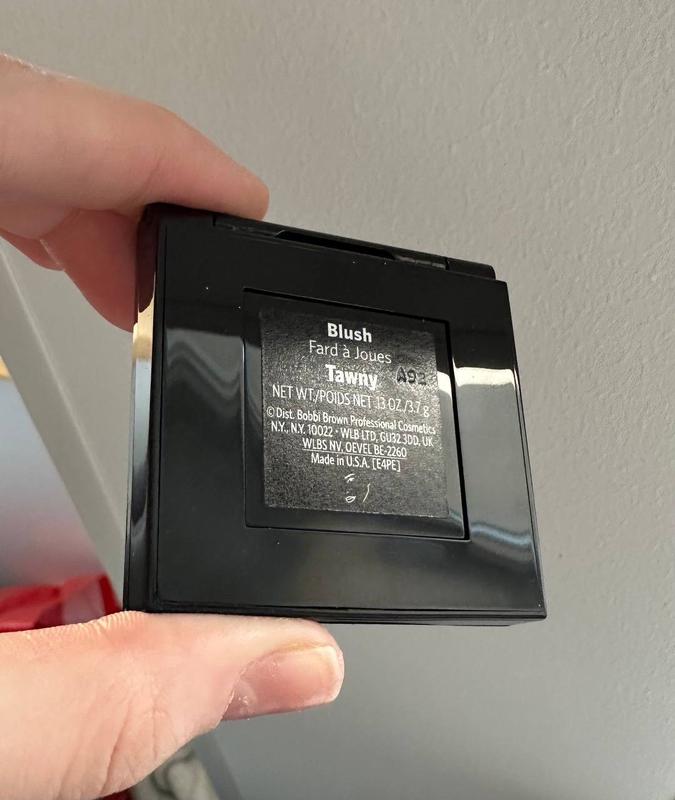 Blush
Fard à Joues
Tawny A93
NET WT./POIDS NET .13 OZ./3.7 g
© Dist. Bobbi Brown Professional Cosmetics
N.Y., N.Y. 10022 • WLB LTD, GU32 3DD, UK
WLBS NV, OEVEL BE-2260
Made in U.S.A. [E4PE]